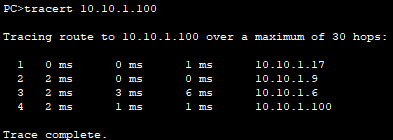 PC>tracert 10.10.1.100
Tracing route to 10.10.1.100 over a maximum of 30 hops:
1 0 ms 0 ms 1 ms 10.10.1.17
2 2 ms 0 ms 0 ms 10.10.1.9
3 2 ms 3 ms 6 ms 10.10.1.6
4 2 ms 1 ms 1 ms 10.10.1.100
Trace complete.